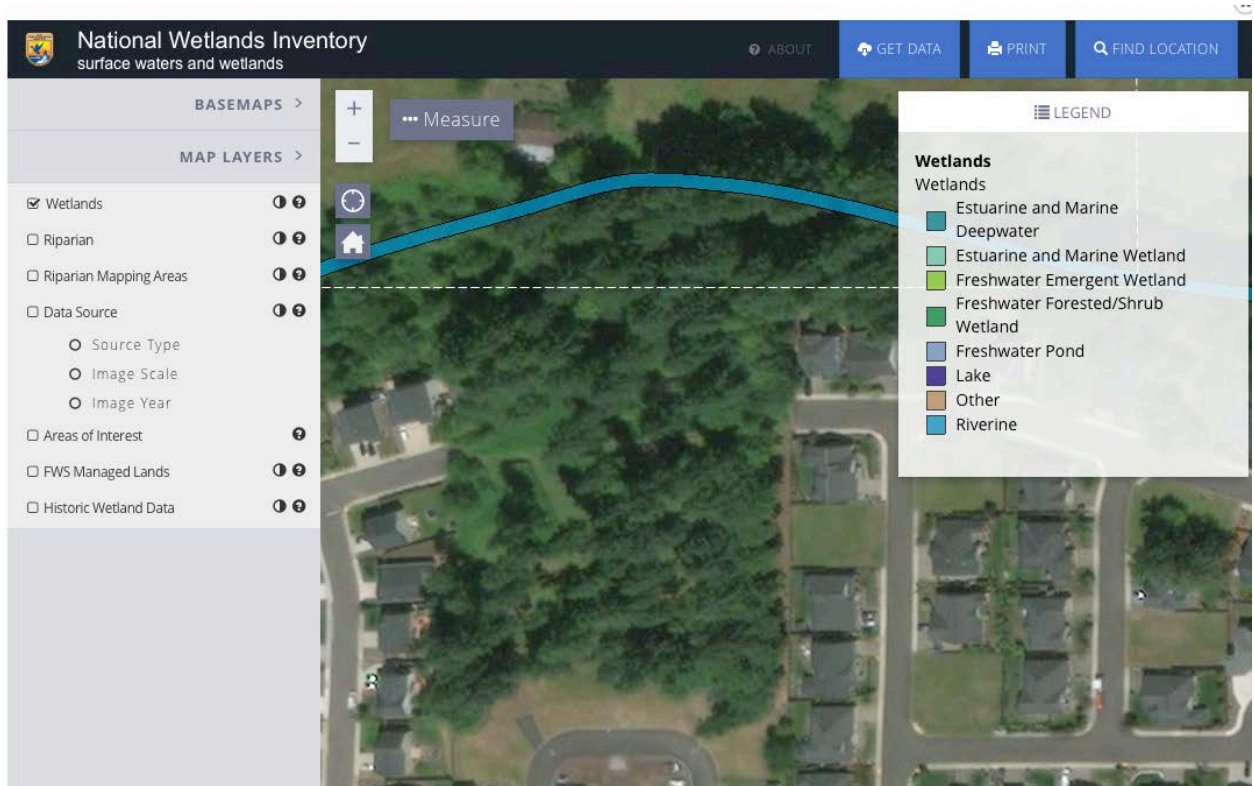 National Wetlands Inventory
surface waters and wetlands
ABOUT
GET DATA
PRINT
FIND LOCATION
BASEMAPS >
MAP LAYERS >
Wetlands
Riparian
Riparian Mapping Areas
Data Source
Source Type
Image Scale
Image Year
Areas of Interest
FWS Managed Lands
Historic Wetland Data
+
−
••• Measure
LEGEND
Wetlands
Wetlands
Estuarine and Marine
Deepwater
Estuarine and Marine Wetland
Freshwater Emergent Wetland
Freshwater Forested/Shrub
Wetland
Freshwater Pond
Lake
Other
Riverine